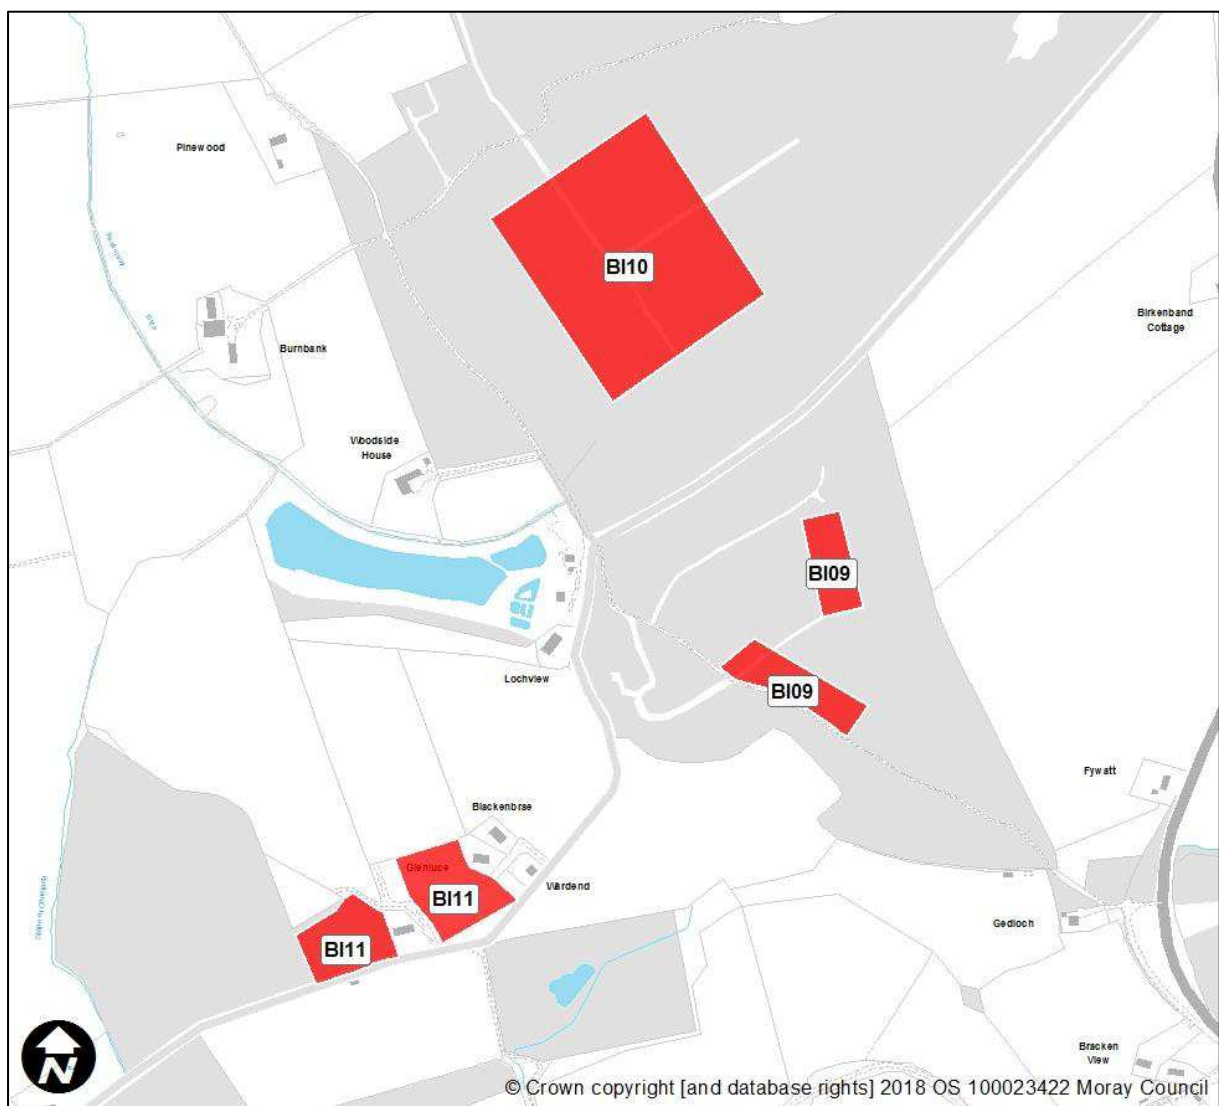 Pinewood
BI10
Birkenband
Cottage
Burnbank
Woodside
House
BI09
Lochview
BI09
Fywatt
Blackenbrae
Glenluce
Wardend
BI11
Gedloch
BI11
Bracken
View
N
© Crown copyright [and database rights] 2018 OS 100023422 Moray Council